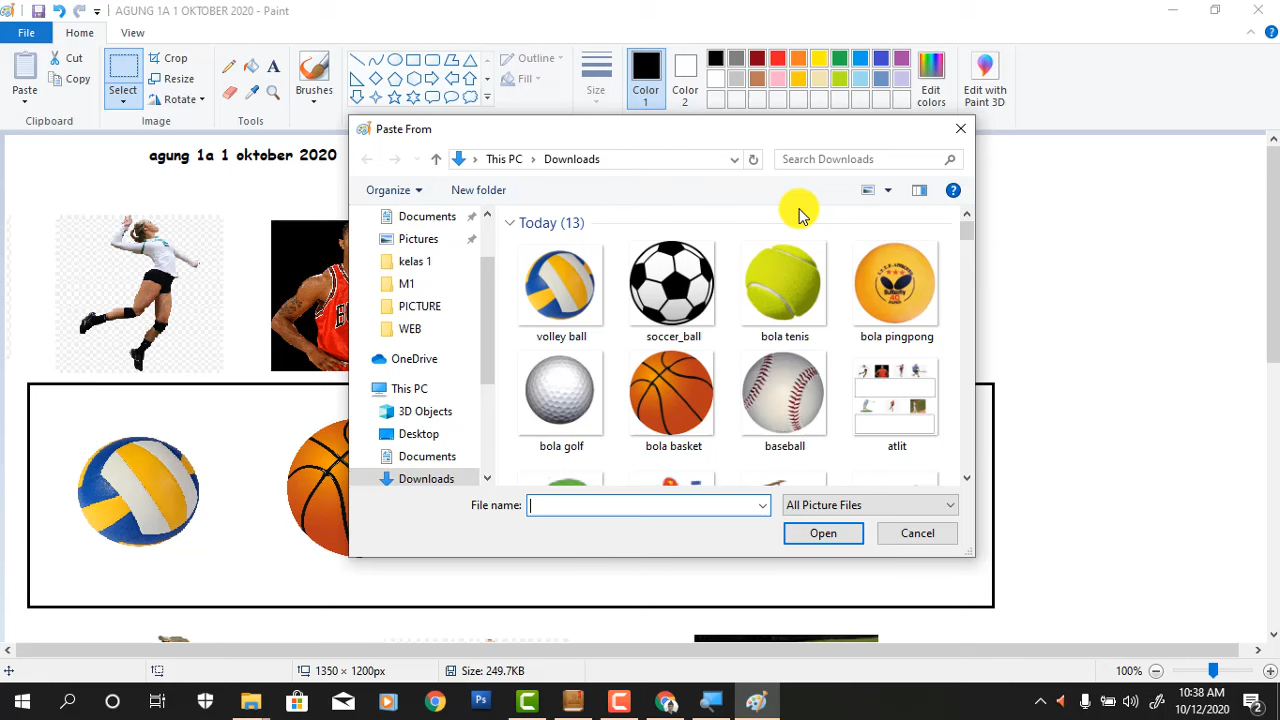 AGUNG 1A 1 OKTOBER 2020 - Paint
File
Home
View
Paste
Cut
Copy
Clipboard
Select
Crop
Resize
Rotate
Image
Tools
Brushes
Outline
Fill
Shapes
Size
Color 1
Color 2
Edit colors
Edit with Paint 3D
agung 1a 1 oktober 2020
Paste From
This PC
Downloads
Search Downloads
Organize
New folder
Documents
Pictures
kelas 1
M1
PICTURE
WEB
OneDrive
This PC
3D Objects
Desktop
Documents
Downloads
Today (13)
volley ball
soccer_ball
bola tenis
bola pingpong
bola golf
bola basket
baseball
atlit
File name:
All Picture Files
Open
Cancel
1350 × 1200px
Size: 249.7KB
100%
10:38 AM
10/12/2020